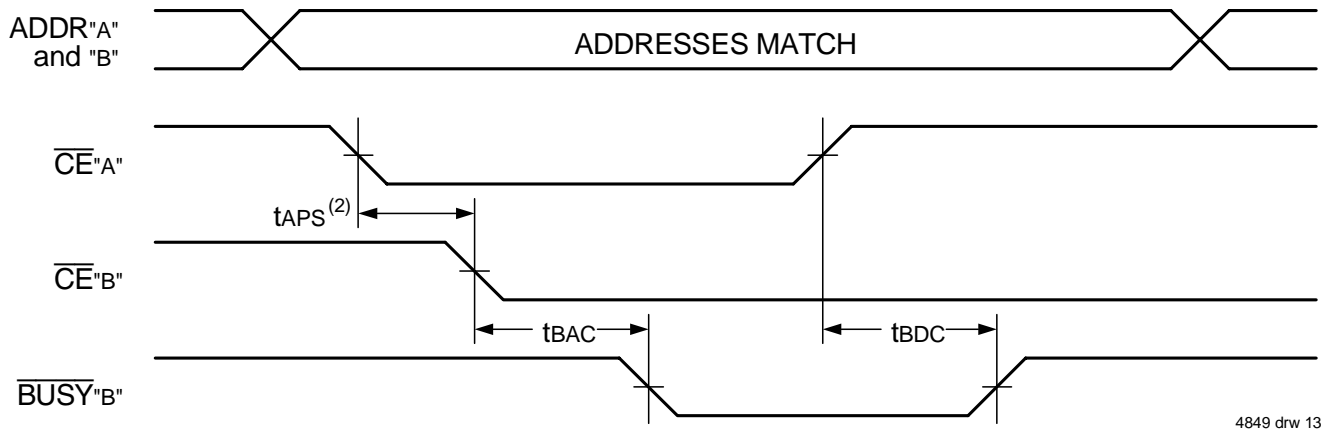 ADDR"A"
and "B"
ADDRESSES MATCH
CE"A"
tAPS(2)
CE"B"
tBAC
tBDC
BUSY"B"
4849 drw 13